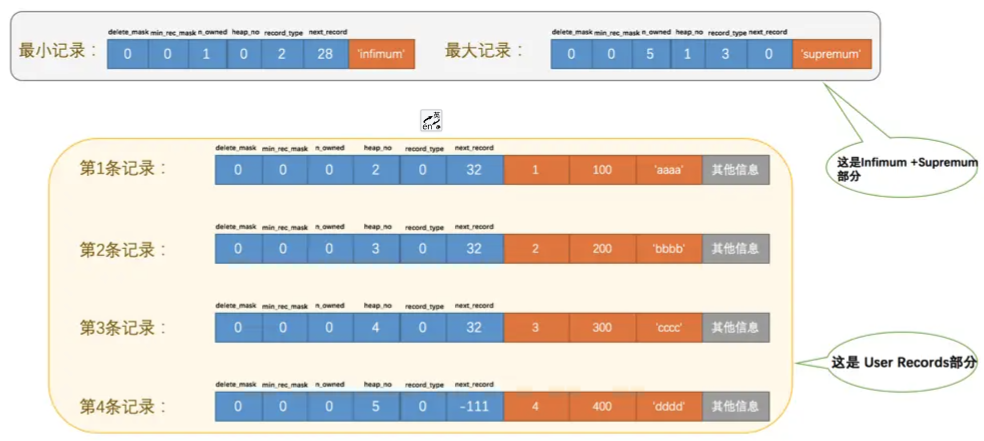 delete_mask min_rec_mask n_owned heap_no record_type next_record
最小记录： 0 0 1 0 2 28 'infimum'
delete_mask min_rec_mask n_owned heap_no record_type next_record
最大记录： 0 0 5 1 3 0 'supremum'
英
en
这是Infimum +Supremum
部分
delete_mask min_rec_mask n_owned heap_no record_type next_record
第1条记录： 0 0 0 2 0 32 1 100 'aaaa' 其他信息
delete_mask min_rec_mask n_owned heap_no record_type next_record
第2条记录： 0 0 0 3 0 32 2 200 'bbbb' 其他信息
delete_mask min_rec_mask n_owned heap_no record_type next_record
第3条记录： 0 0 0 4 0 32 3 300 'cccc' 其他信息
这是 User Records部分
delete_mask min_rec_mask n_owned heap_no record_type next_record
第4条记录： 0 0 0 5 0 -111 4 400 'dddd' 其他信息